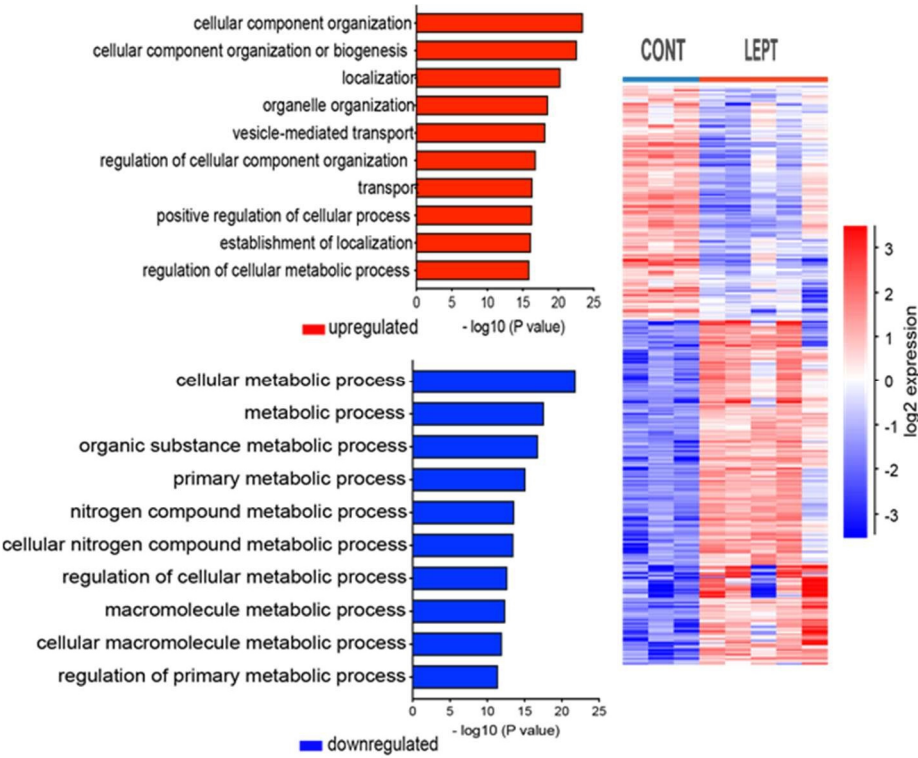 cellular component organization
cellular component organization or biogenesis
localization
organelle organization
vesicle-mediated transport
regulation of cellular component organization
transpor
positive regulation of cellular process
establishment of localization
regulation of cellular metabolic process
0 5 10 15 20 25
upregulated
- log10 (P value)
cellular metabolic process
metabolic process
organic substance metabolic process
primary metabolic process
nitrogen compound metabolic process
cellular nitrogen compound metabolic process
regulation of cellular metabolic process
macromolecule metabolic process
cellular macromolecule metabolic process
regulation of primary metabolic process
0 5 10 15 20 25
- log10 (P value)
downregulated
CONT LEPT
3
2
1
0
-1
-2
-3
log2 expression